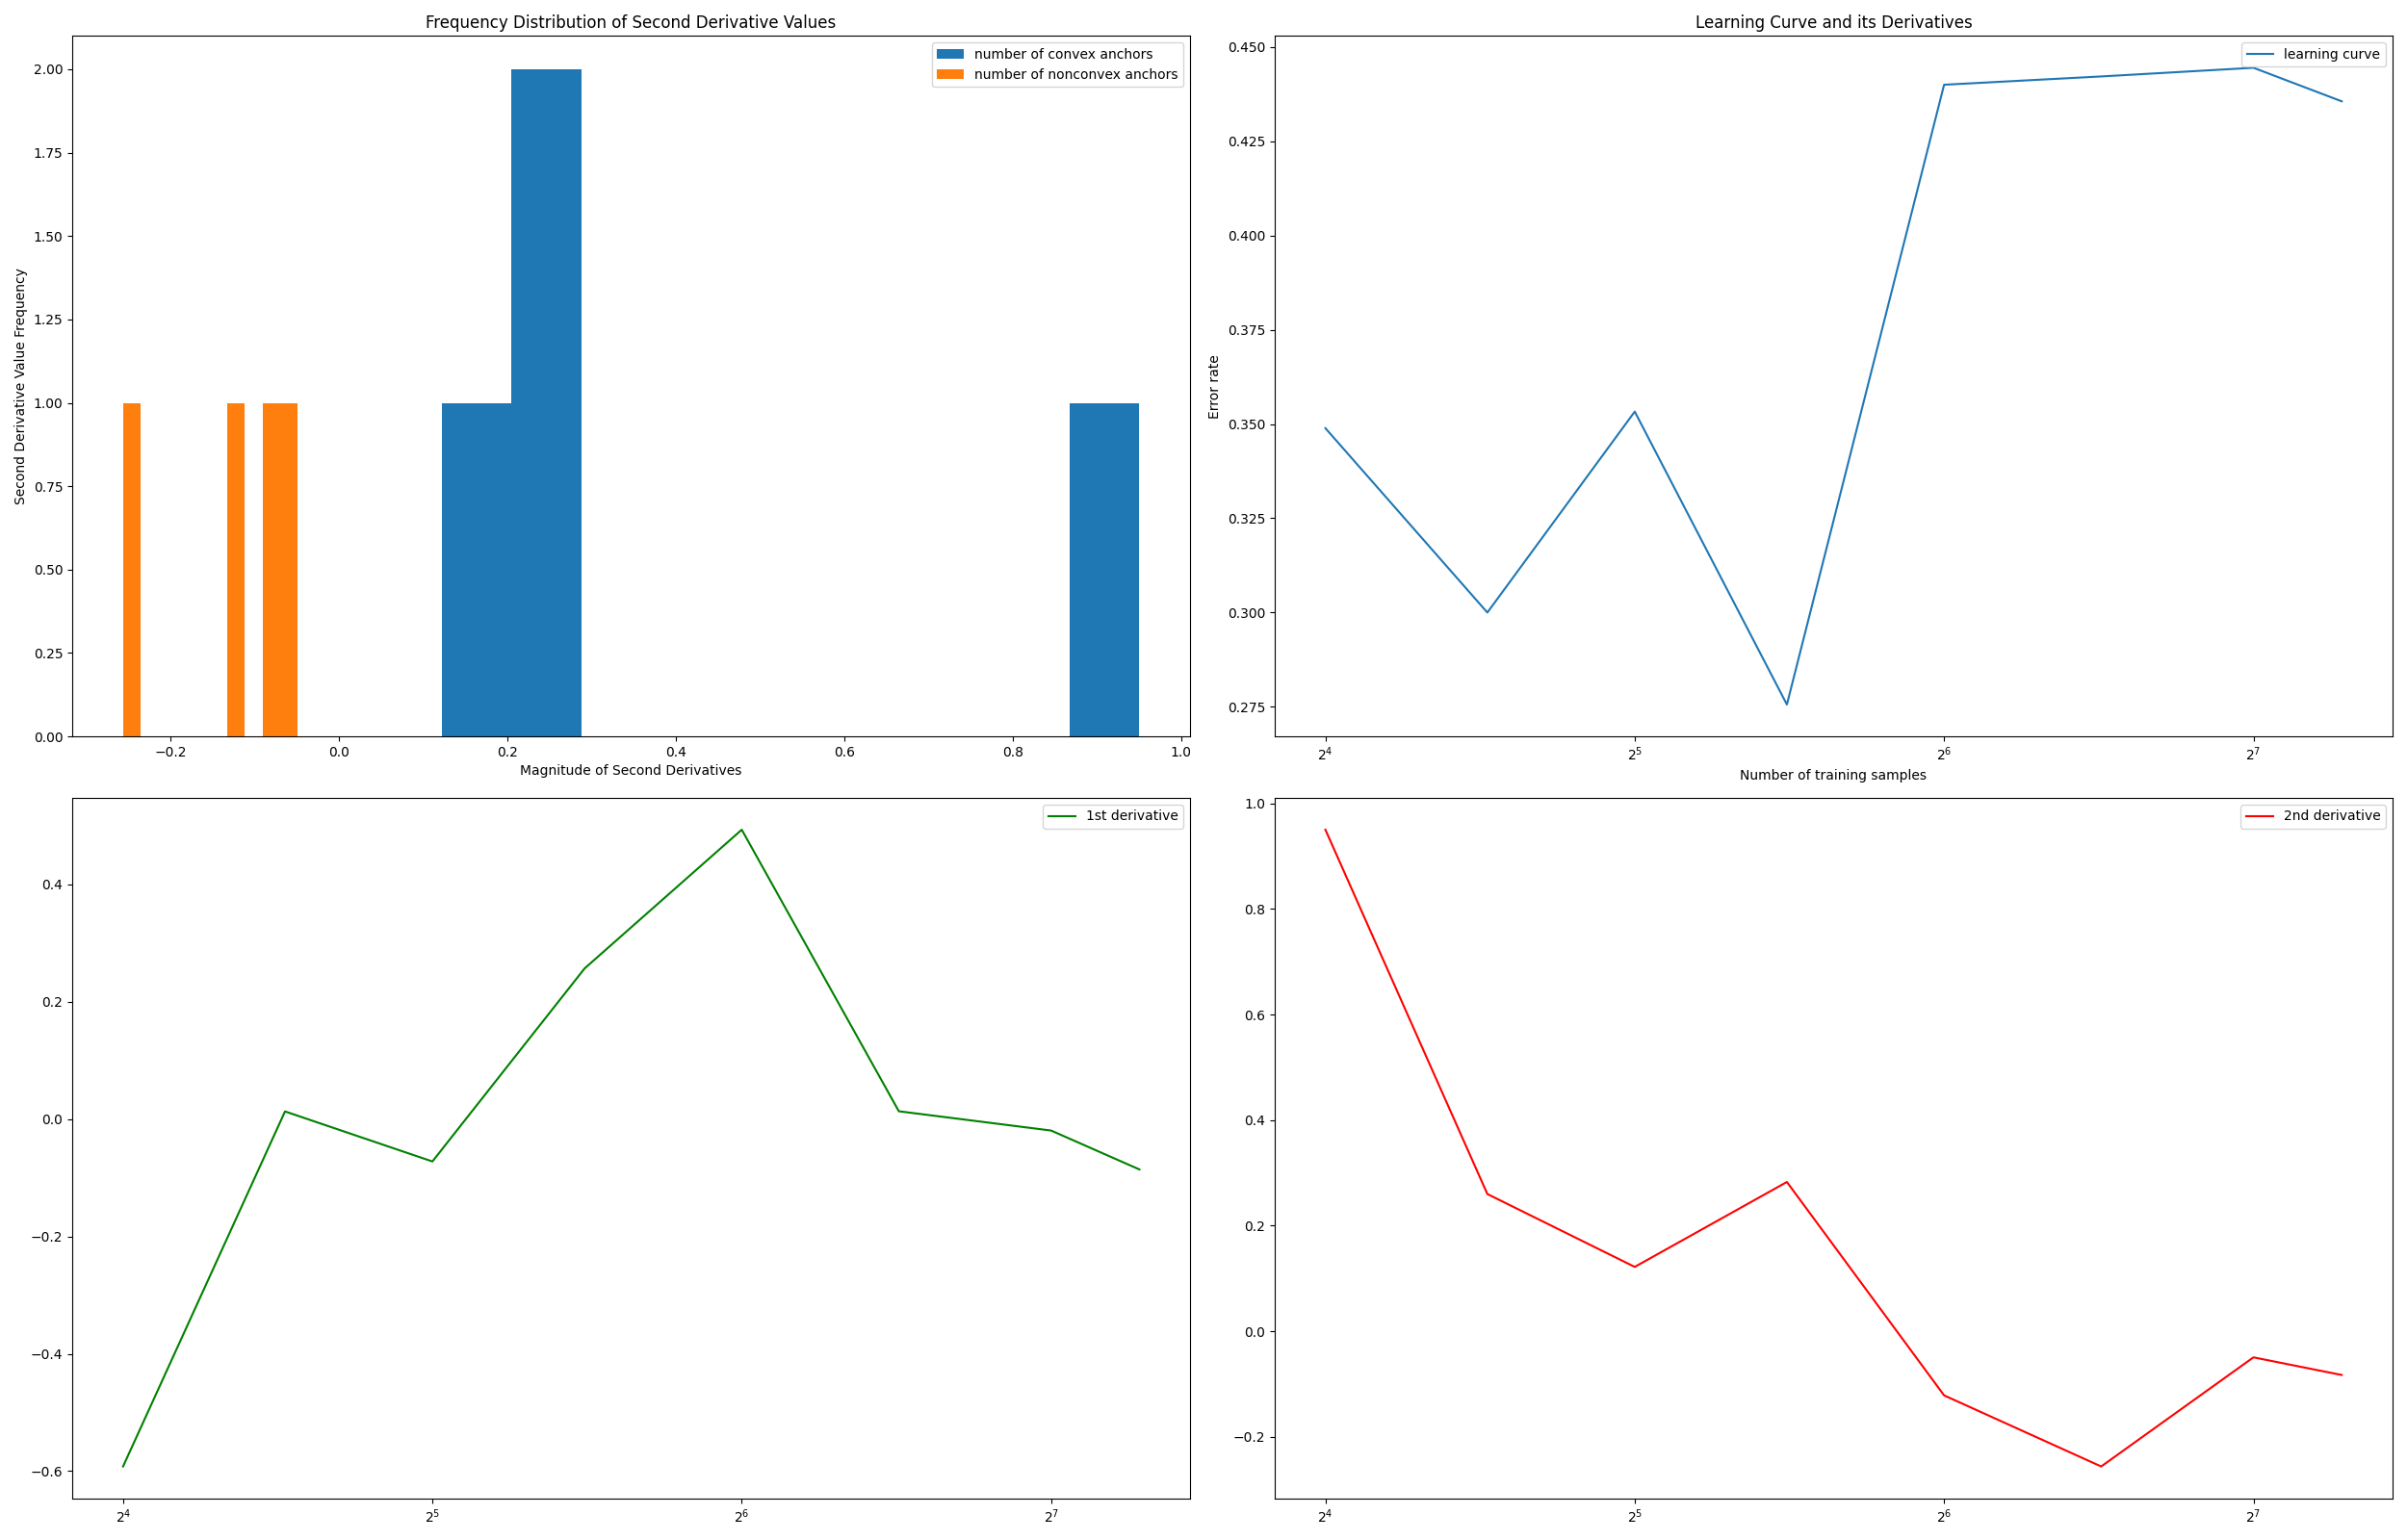 Frequency Distribution of Second Derivative Values
number of convex anchors
number of nonconvex anchors
Second Derivative Value Frequency
2.00
1.75
1.50
1.25
1.00
0.75
0.50
0.25
0.00
−0.2 0.0 0.2 0.4 0.6 0.8 1.0
Magnitude of Second Derivatives
Learning Curve and its Derivatives
learning curve
Error rate
0.450
0.425
0.400
0.375
0.350
0.325
0.300
0.275
2⁴ 2⁵ 2⁶ 2⁷
Number of training samples
1st derivative
0.4
0.2
0.0
−0.2
−0.4
−0.6
2⁴ 2⁵ 2⁶ 2⁷
2nd derivative
1.0
0.8
0.6
0.4
0.2
0.0
−0.2
2⁴ 2⁵ 2⁶ 2⁷